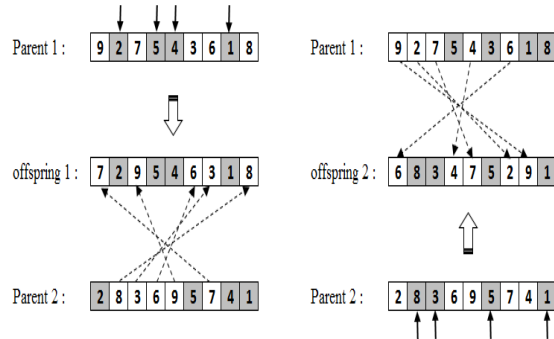 Parent 1 : 9 2 7 5 4 3 6 1 8
offspring 1 : 7 2 9 5 4 6 3 1 8
Parent 2 : 2 8 3 6 9 5 7 4 1
Parent 1 : 9 2 7 5 4 3 6 1 8
offspring 2 : 6 8 3 4 7 5 2 9 1
Parent 2 : 2 8 3 6 9 5 7 4 1